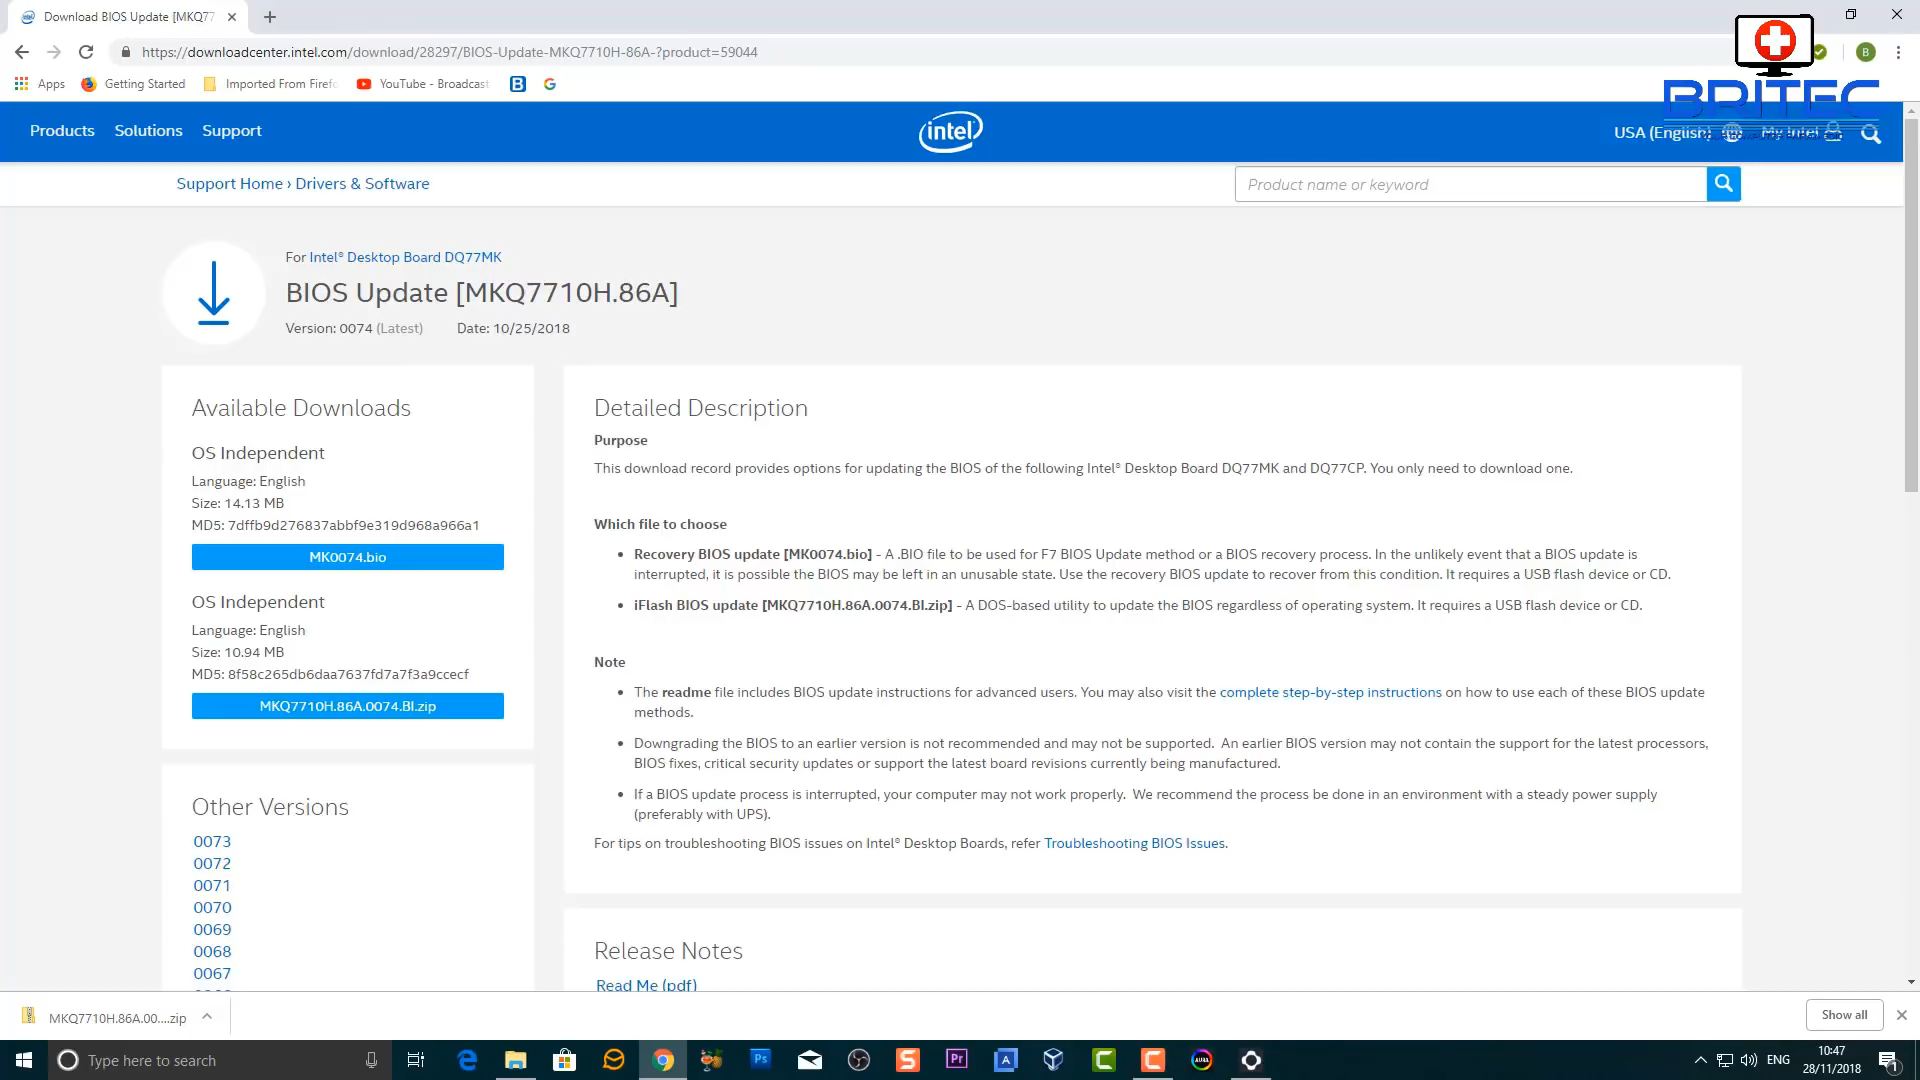 Download BIOS Update [MKQ77
https://downloadcenter.intel.com/download/28297/BIOS-Update-MKQ7710H-86A-?product=59044
B
Apps
Getting Started
Imported From Firefo
YouTube - Broadcast
B
G
BRITEC
Products
Solutions
Support
intel
USA (English)
My Intel
Support Home › Drivers & Software
Product name or keyword
For Intel® Desktop Board DQ77MK
BIOS Update [MKQ7710H.86A]
Version: 0074 (Latest)
Date: 10/25/2018
Available Downloads
OS Independent
Language: English
Size: 14.13 MB
MD5: 7dffb9d276837abbf9e319d968a966a1
MK0074.bio
OS Independent
Language: English
Size: 10.94 MB
MD5: 8f58c265db6daa7637fd7a7f3a9ccecf
MKQ7710H.86A.0074.BI.zip
Other Versions
0073
0072
0071
0070
0069
0068
0067
Detailed Description
Purpose
This download record provides options for updating the BIOS of the following Intel® Desktop Board DQ77MK and DQ77CP. You only need to download one.
Which file to choose
Recovery BIOS update [MK0074.bio] - A .BIO file to be used for F7 BIOS Update method or a BIOS recovery process. In the unlikely event that a BIOS update is
interrupted, it is possible the BIOS may be left in an unusable state. Use the recovery BIOS update to recover from this condition. It requires a USB flash device or CD.
iFlash BIOS update [MKQ7710H.86A.0074.BI.zip] - A DOS-based utility to update the BIOS regardless of operating system. It requires a USB flash device or CD.
Note
The readme file includes BIOS update instructions for advanced users. You may also visit the complete step-by-step instructions on how to use each of these BIOS update
methods.
Downgrading the BIOS to an earlier version is not recommended and may not be supported. An earlier BIOS version may not contain the support for the latest processors,
BIOS fixes, critical security updates or support the latest board revisions currently being manufactured.
If a BIOS update process is interrupted, your computer may not work properly. We recommend the process be done in an environment with a steady power supply
(preferably with UPS).
For tips on troubleshooting BIOS issues on Intel® Desktop Boards, refer Troubleshooting BIOS Issues.
Release Notes
Read Me (pdf)
MKQ7710H.86A.00....zip
Show all
Type here to search
Ps
Pr
ENG
10:47
28/11/2018
1